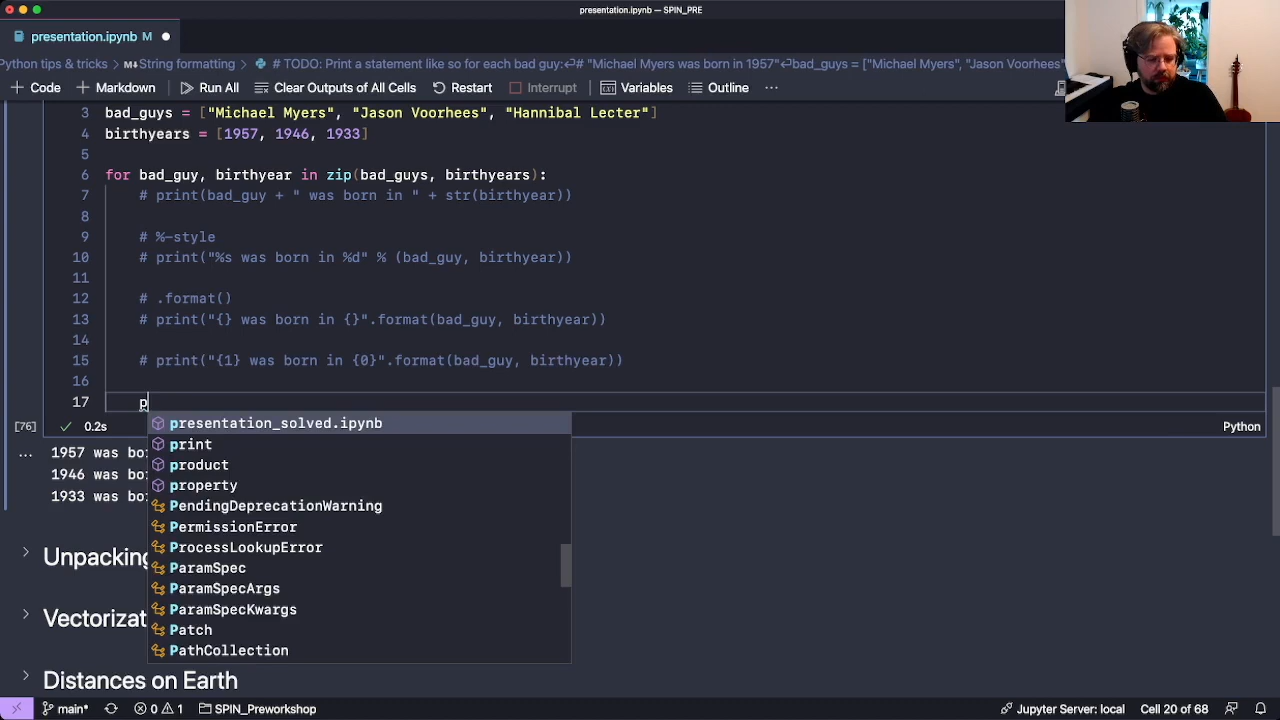 presentation.ipynb — SPIN_PRE
presentation.ipynb M
Python tips & tricks > String formatting > # TODO: Print a statement like so for each bad guy:↵# "Michael Myers was born in 1957"↵bad_guys = ["Michael Myers", "Jason Voorhees"
Code Markdown Run All Clear Outputs of All Cells Restart Interrupt Variables Outline ...
3 bad_guys = ["Michael Myers", "Jason Voorhees", "Hannibal Lecter"]
4 birthyears = [1957, 1946, 1933]
5
6 for bad_guy, birthyear in zip(bad_guys, birthyears):
7 # print(bad_guy + " was born in " + str(birthyear))
8
9 # %-style
10 # print("%s was born in %d" % (bad_guy, birthyear))
11
12 # .format()
13 # print("{} was born in {}".format(bad_guy, birthyear))
14
15 # print("{1} was born in {0}".format(bad_guy, birthyear))
16
17 p
presentation_solved.ipynb
print
product
property
PendingDeprecationWarning
PermissionError
ProcessLookupError
ParamSpec
ParamSpecArgs
ParamSpecKwargs
Patch
PathCollection
[76] ✓ 0.2s Python
... 1957 was bo
1946 was bo
1933 was bo
Unpacking
Vectorizat
Distances on Earth
main* 0 1 SPIN_Preworkshop Jupyter Server: local Cell 20 of 68